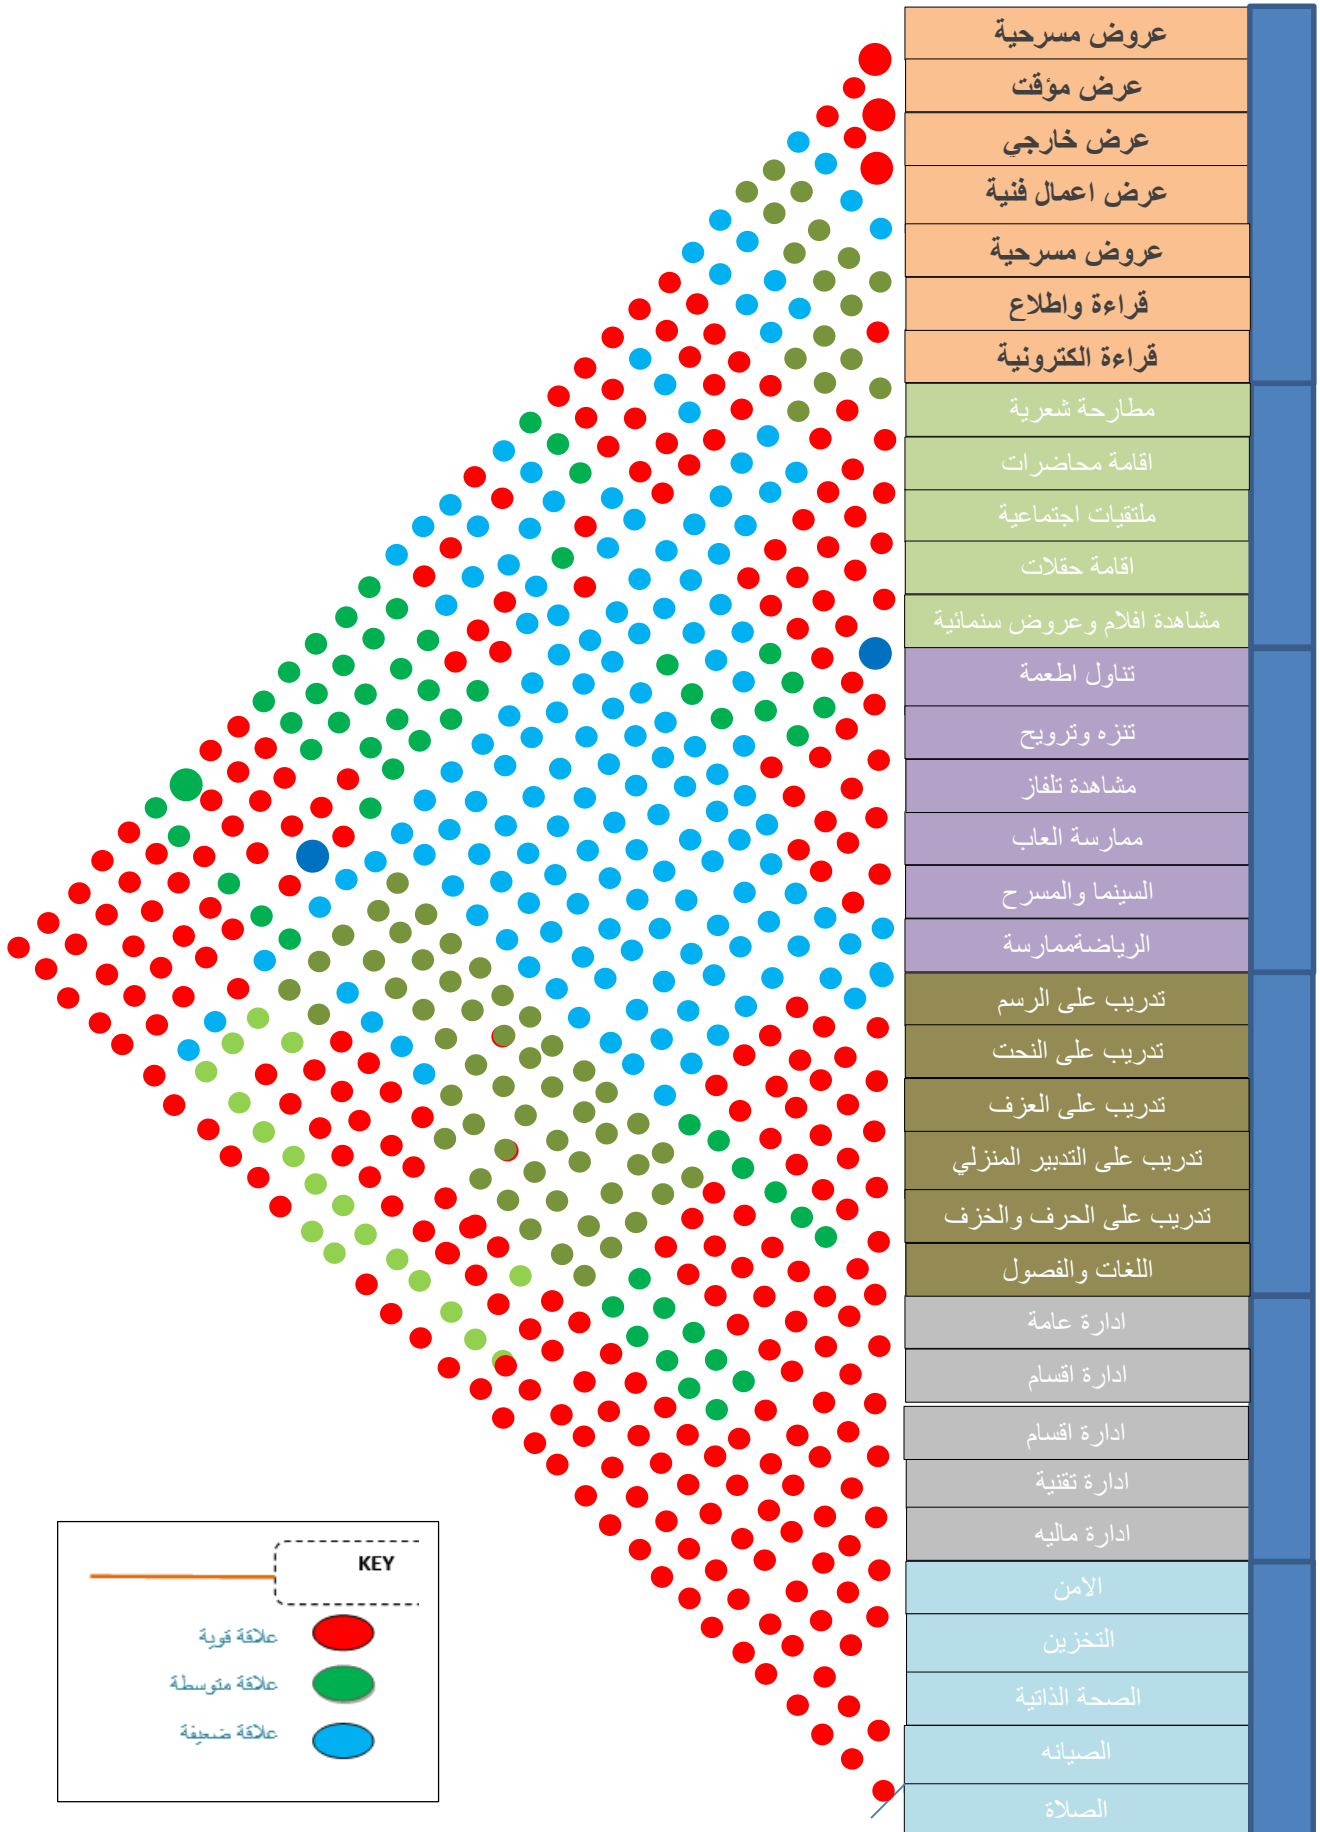 عروض مسرحية
عرض مؤقت
عرض خارجي
عرض اعمال فنية
عروض مسرحية
قراءة واطلاع
قراءة الكترونية
مطارحة شعرية
اقامة محاضرات
ملتقيات اجتماعية
اقامة حقلات
مشاهدة افلام وعروض سنمائية
تناول اطعمة
تنزه وترويح
مشاهدة تلفاز
ممارسة العاب
السينما والمسرح
الرياضةممارسة
تدريب على الرسم
تدريب على النحت
تدريب على العزف
تدريب على التدبير المنزلي
تدريب على الحرف والخزف
اللغات والفصول
ادارة عامة
ادارة اقسام
ادارة اقسام
ادارة تقنية
ادارة ماليه
الامن
التخزين
الصحة الذاتية
الصيانه
الصلاة
KEY
علاقة قوية
علاقة متوسطة
علاقة ضعيفة